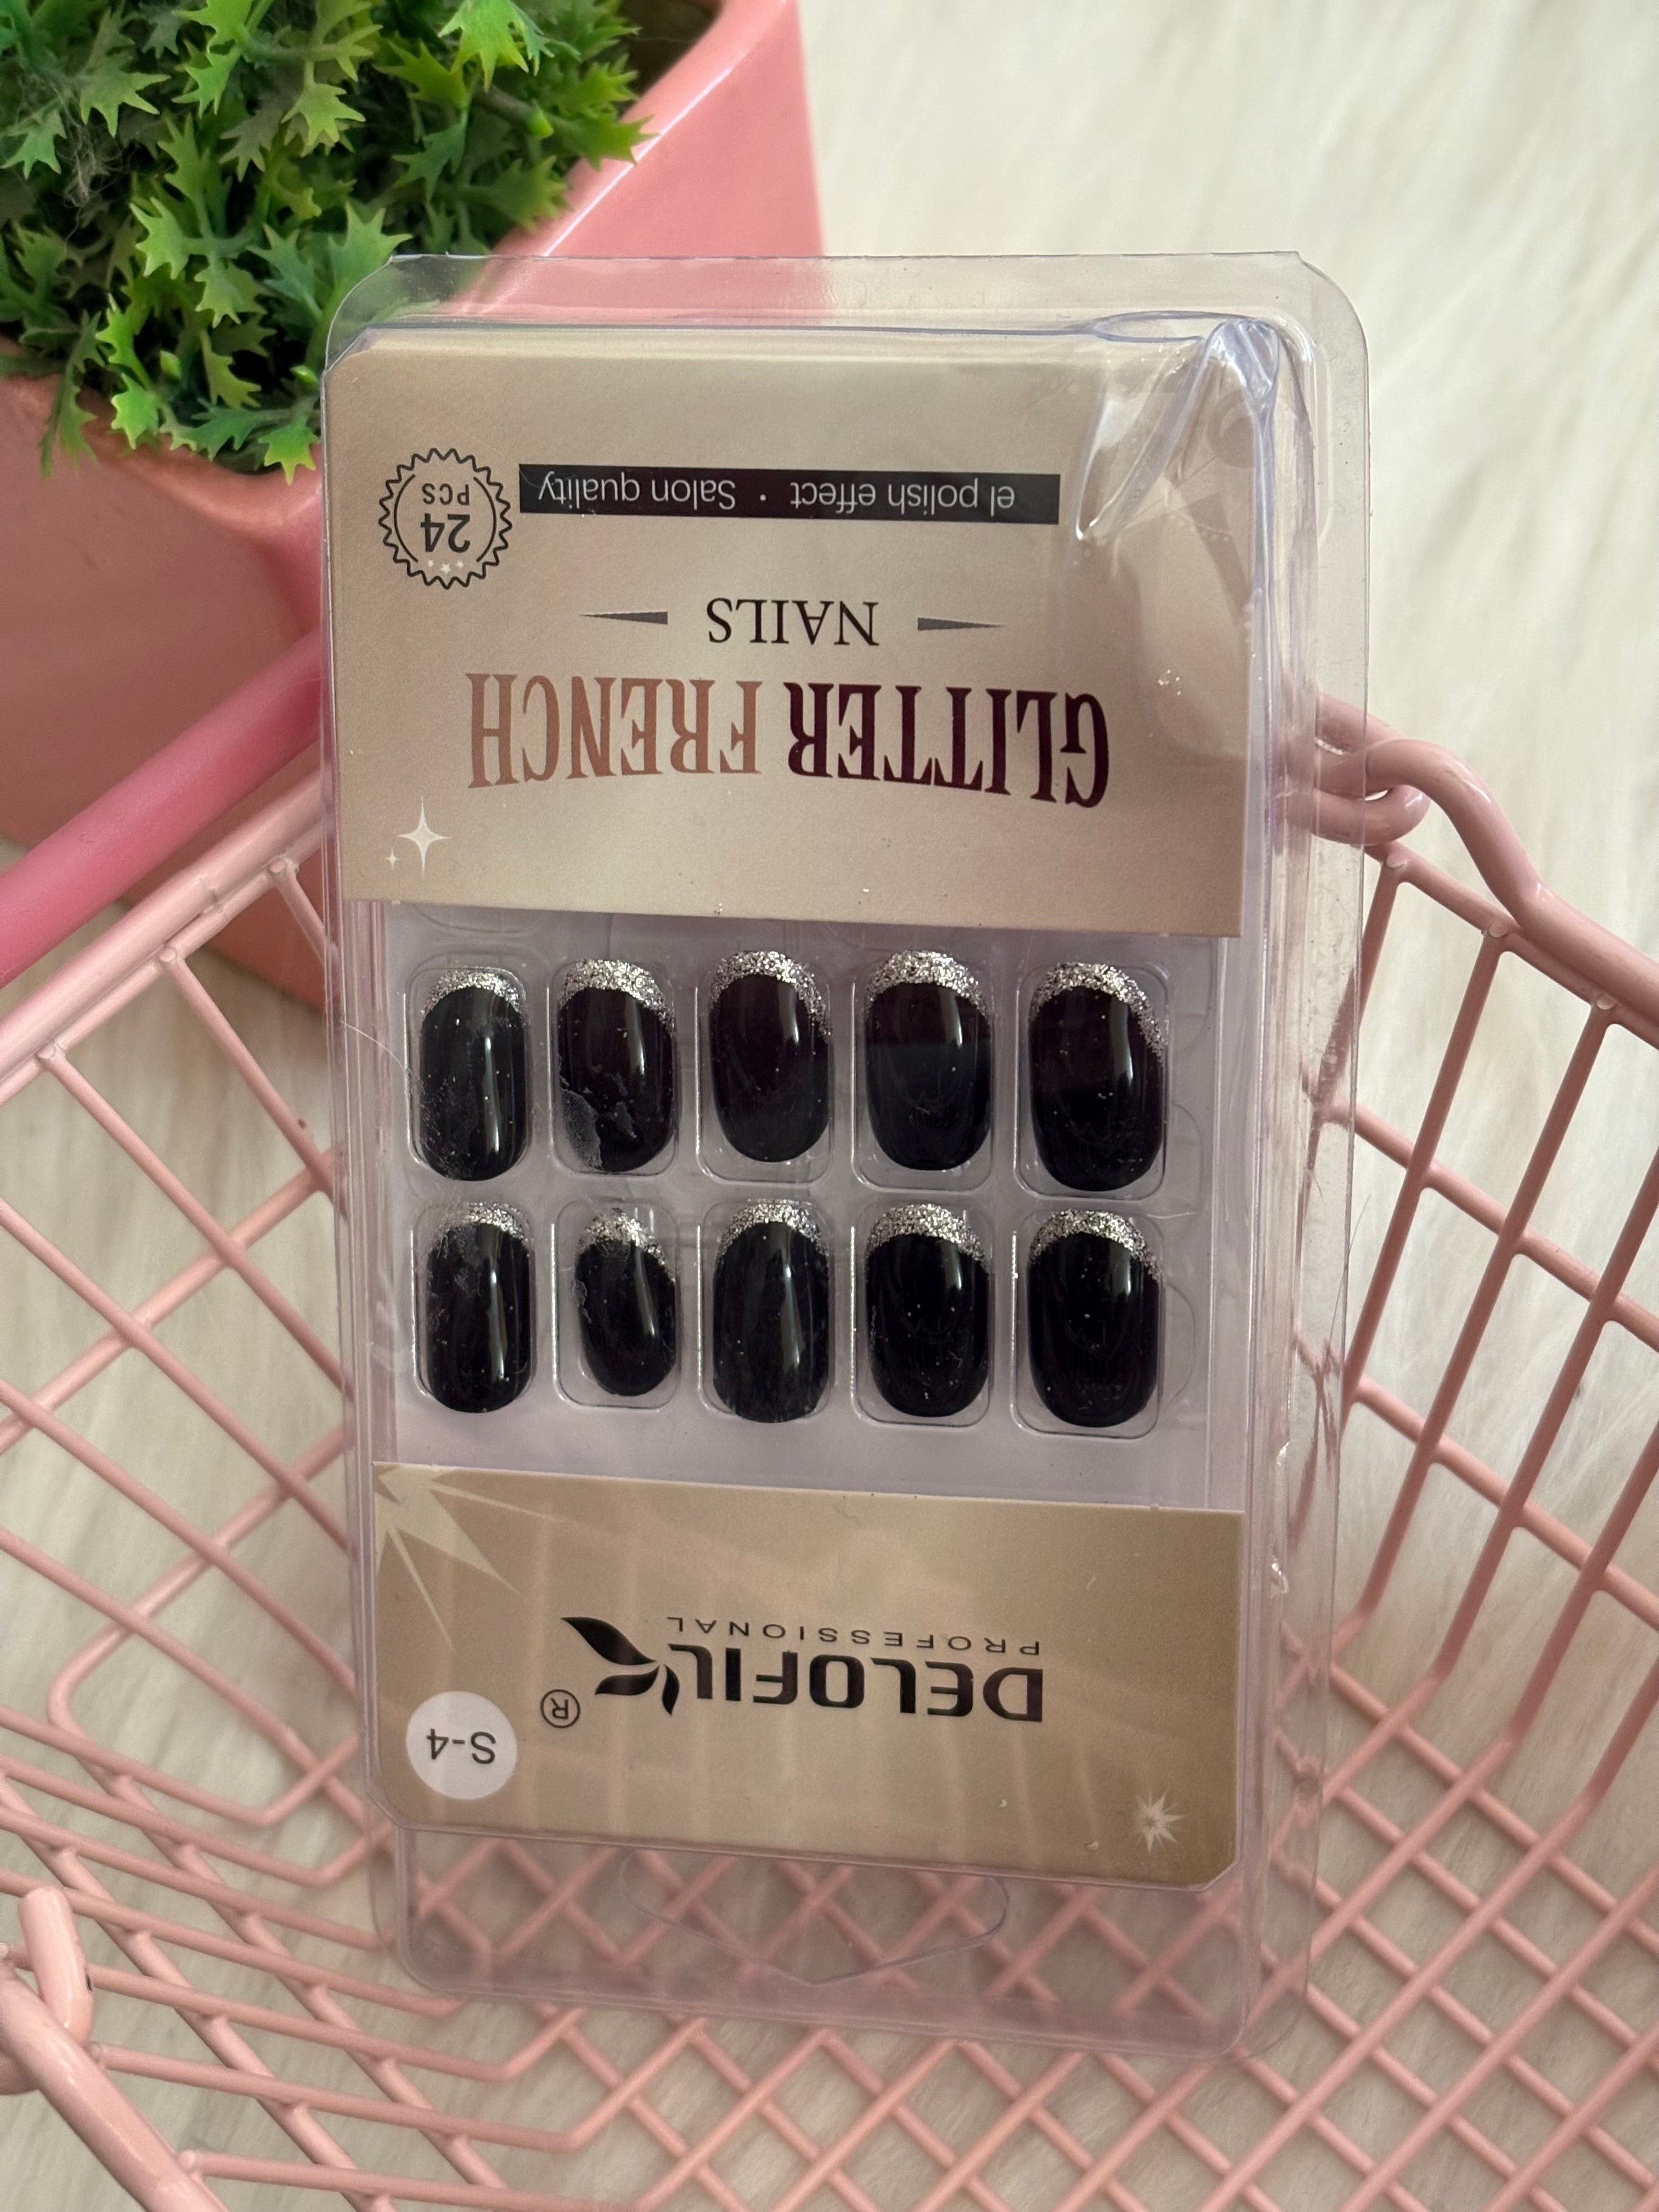 S-4
DELOFIL®
PROFESSIONAL
GLITTER FRENCH
NAILS
el polish effect · Salon quality
24
PCS